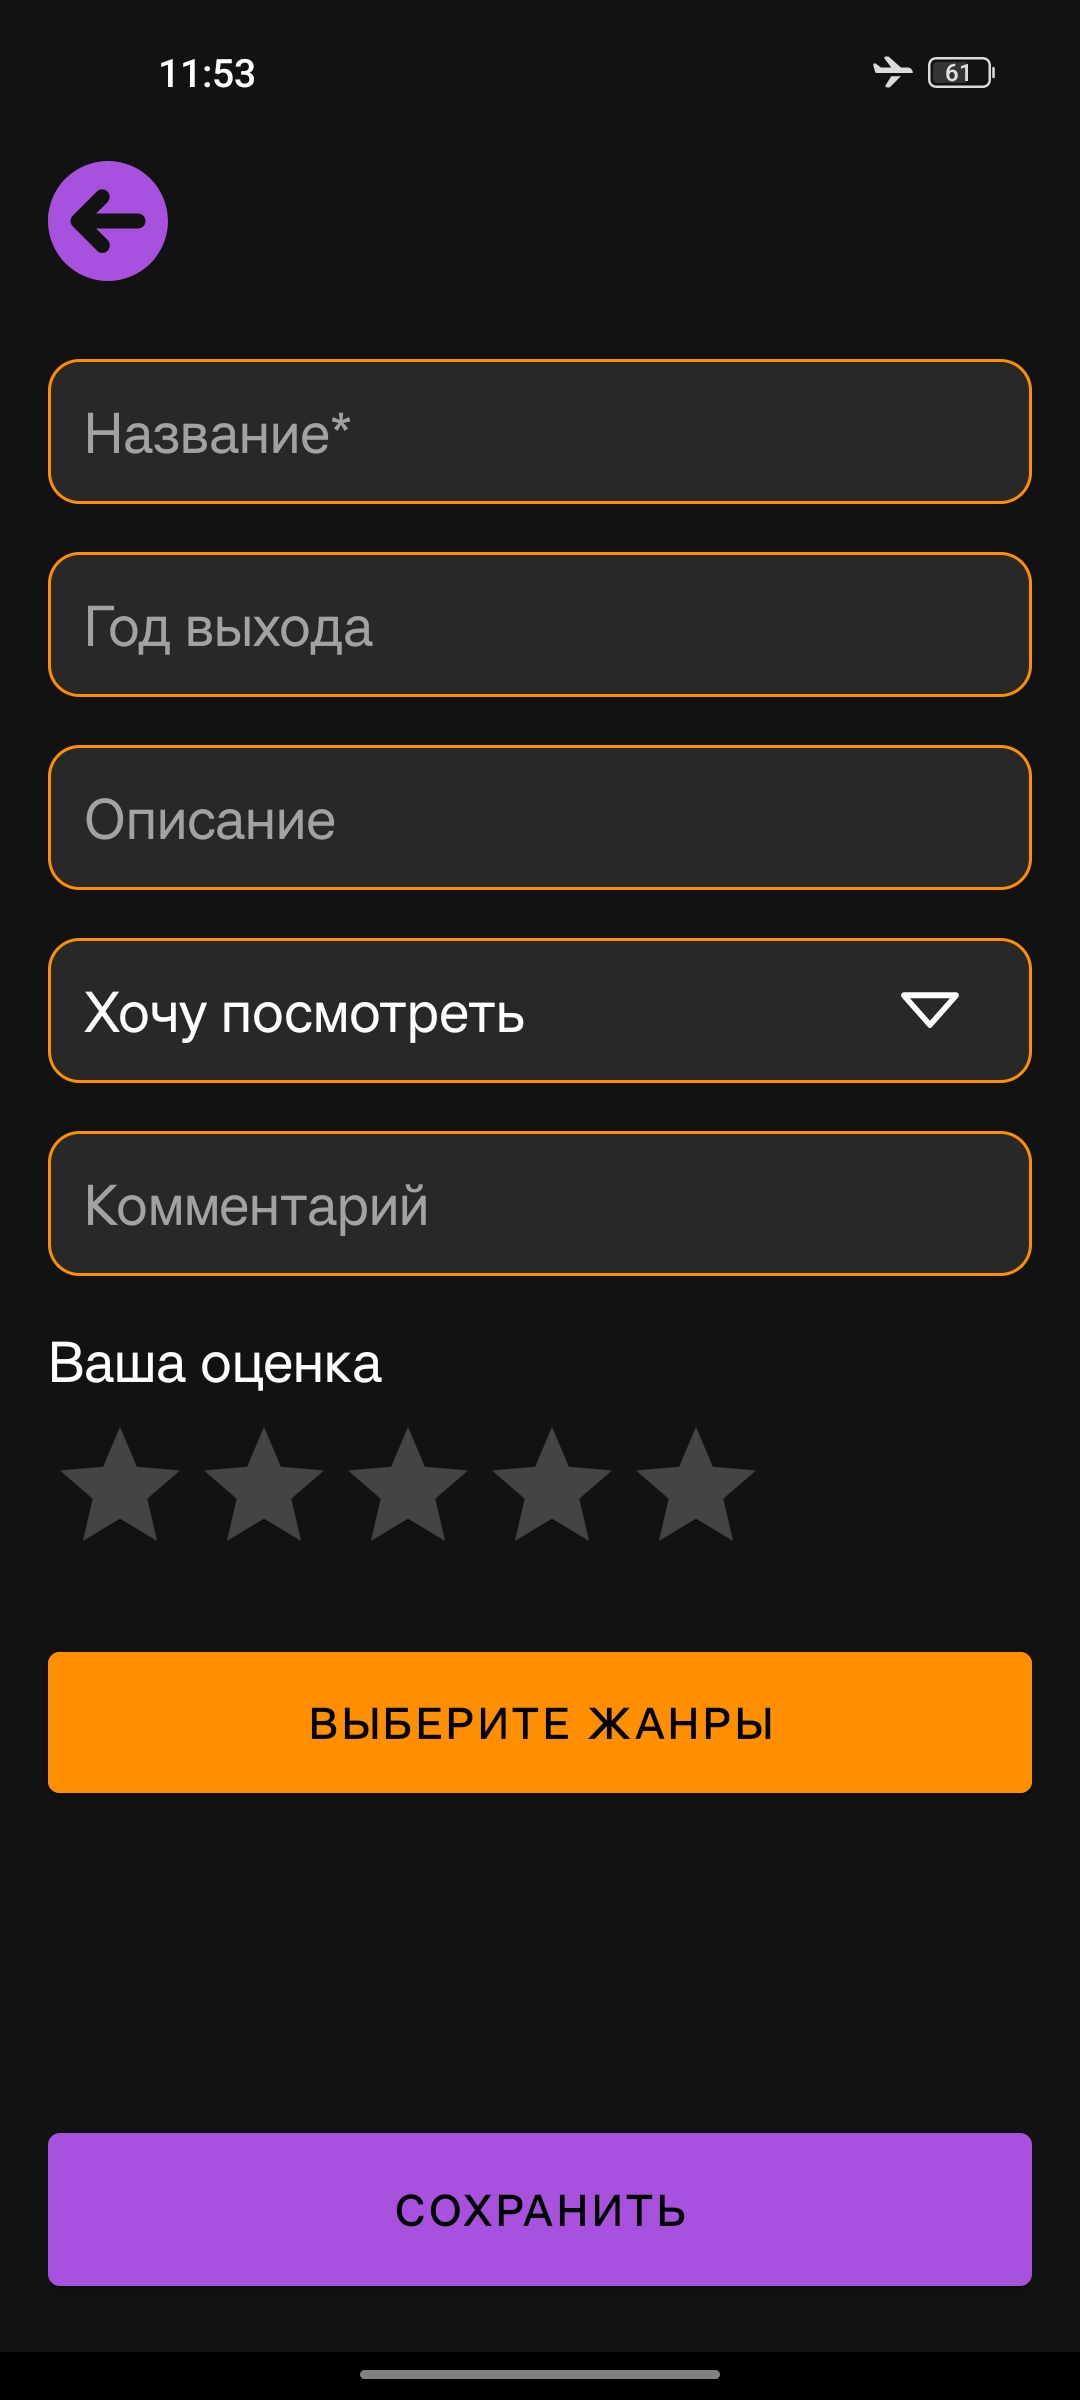 11:53
61
Название*
Год выхода
Описание
Хочу посмотреть
Комментарий
Ваша оценка
ВЫБЕРИТЕ ЖАНРЫ
СОХРАНИТЬ